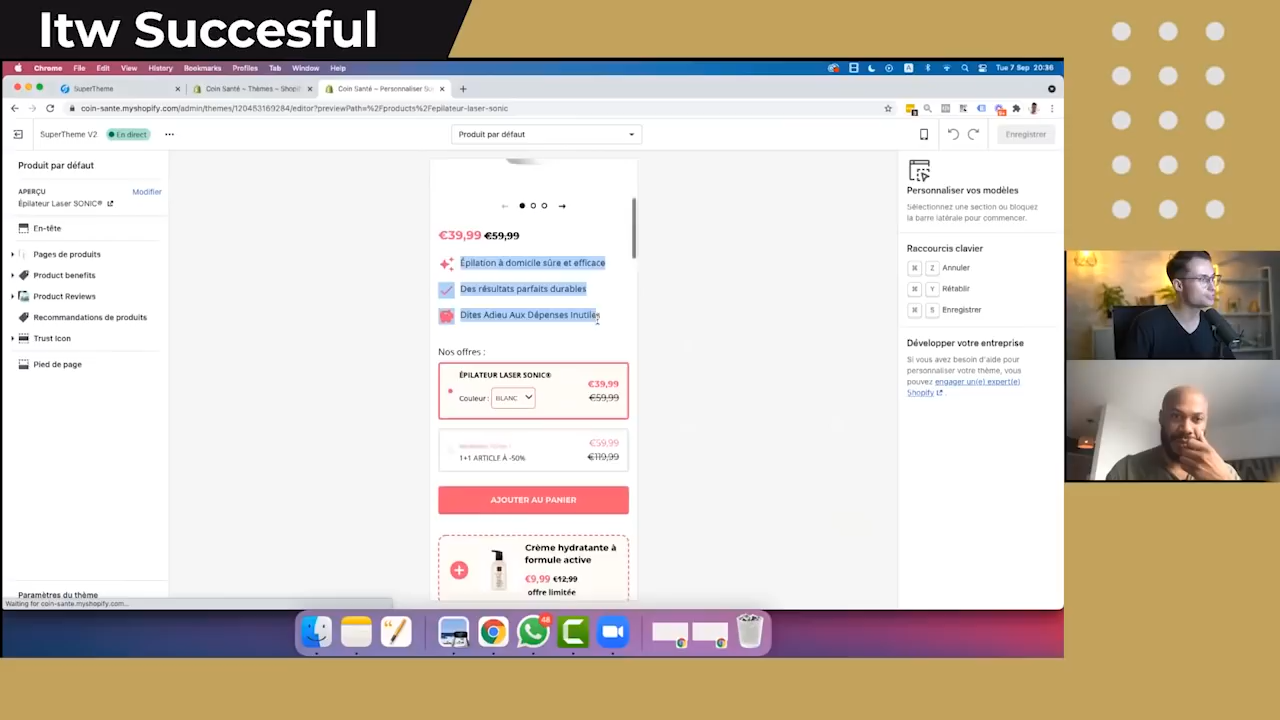 Itw Succesful
Chrome File Edit View History Bookmarks Profiles Tab Window Help
Tue 7 Sep 20:36
SuperTheme
Coin Santé – Thèmes – Shopi
Coin Santé – Personnaliser Su
coin-sante.myshopify.com/admin/themes/120453169284/editor?previewPath=%2Fproducts%2Fepilateur-laser-sonic
SuperTheme V2
En direct
Produit par défaut
Enregistrer
Produit par défaut
APERÇU
Modifier
Épilateur Laser SONIC®
En-tête
Pages de produits
Product benefits
Product Reviews
Recommandations de produits
Trust Icon
Pied de page
Paramètres du thème
Waiting for coin-sante.myshopify.com...
€39,99 €59,99
Épilation à domicile sûre et efficace
Des résultats parfaits durables
Dites Adieu Aux Dépenses Inutiles
Nos offres :
ÉPILATEUR LASER SONIC®
€39,99
Couleur : BLANC
€59,99
€59,99
1+1 ARTICLE À -50%
€119,99
AJOUTER AU PANIER
Crème hydratante à
formule active
€9,99 €12,99
offre limitée
Personnaliser vos modèles
Sélectionnez une section ou bloquez
la barre latérale pour commencer.
Raccourcis clavier
⌘ Z Annuler
⌘ Y Rétablir
⌘ S Enregistrer
Développer votre entreprise
Si vous avez besoin d'aide pour
personnaliser votre thème, vous
pouvez engager un(e) expert(e)
Shopify